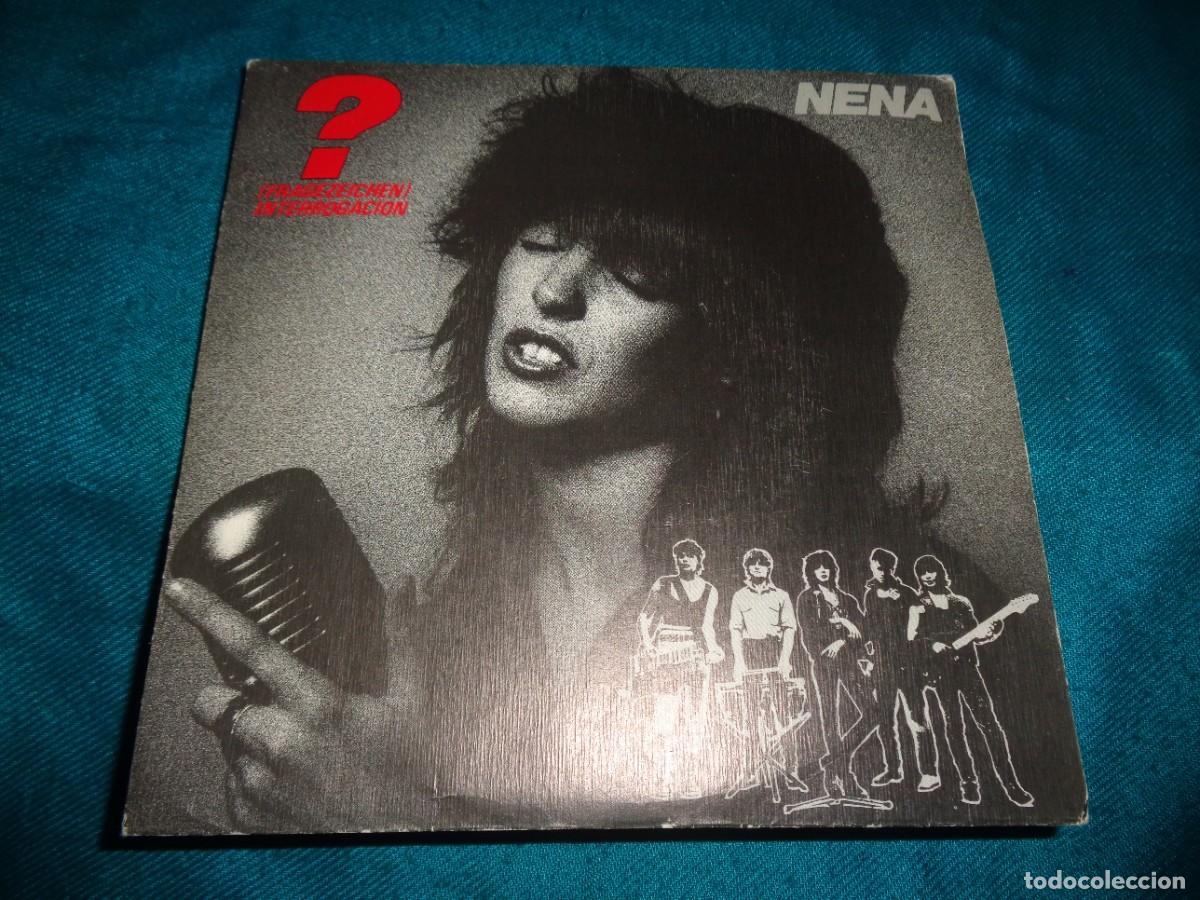 ?
(FRAGEZEICHEN)
INTERROGACION
NENA
todocoleccion